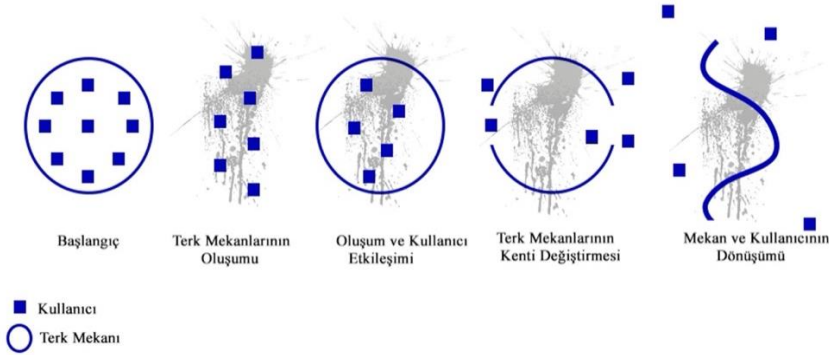 Başlangıç
Terk Mekanlarının
Oluşumu
Oluşum ve Kullanıcı
Etkileşimi
Terk Mekanlarının
Kenti Değiştirmesi
Mekan ve Kullanıcının
Dönüşümü
Kullanıcı
Terk Mekanı